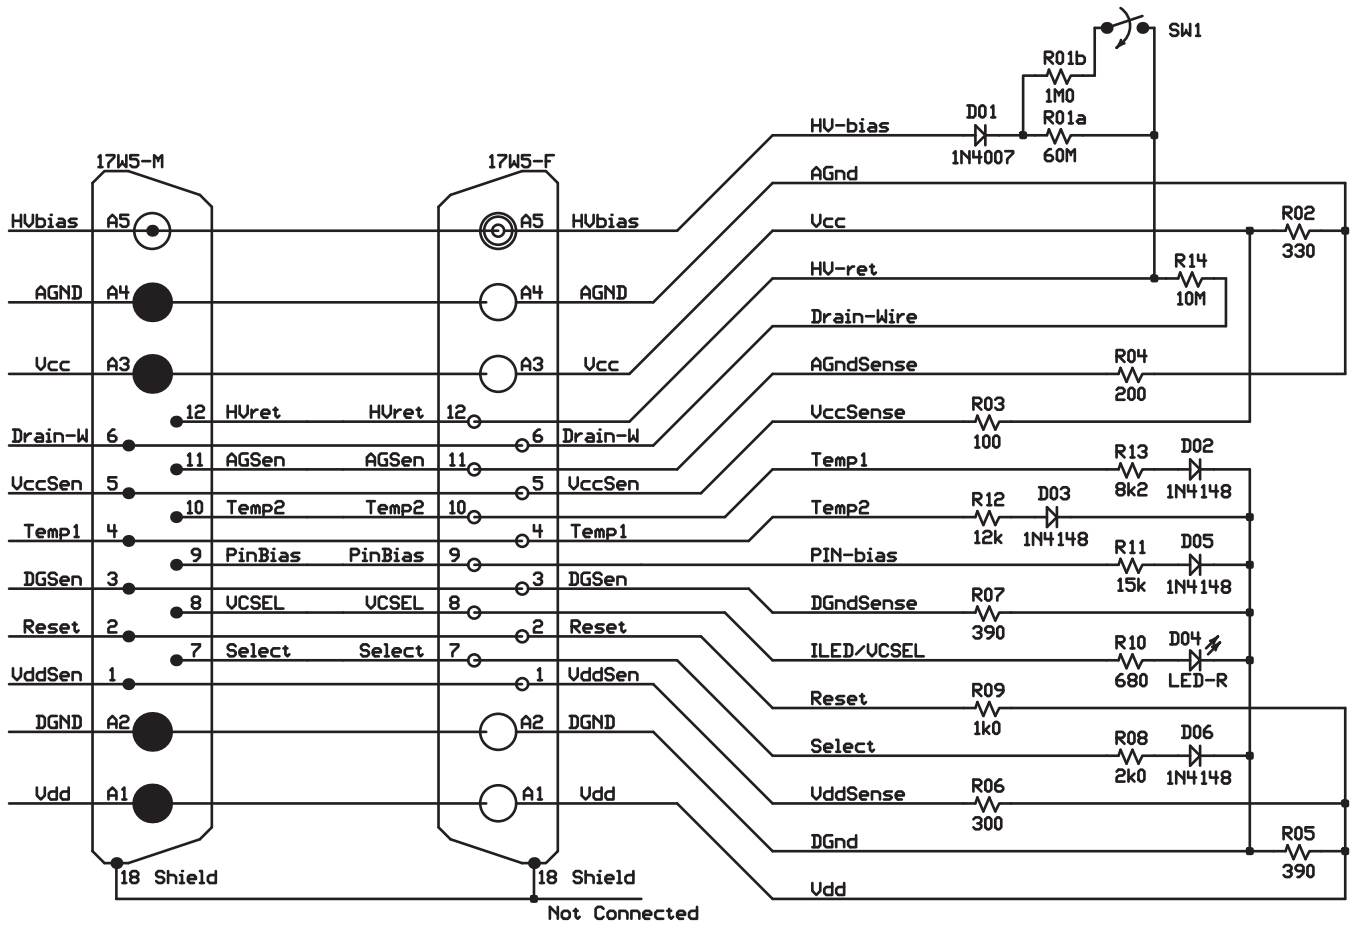 SW1
R01b
1M0
D01
R01a
HV-bias
1N4007
60M
17W5-M
17W5-F
AGnd
HVbias
A5
A5
HVbias
Vcc
R02
330
HV-ret
R14
10M
AGND
A4
A4
AGND
Drain-Wire
Vcc
A3
A3
Vcc
AGndSense
R04
200
12
HVret
HVret
12
VccSense
R03
100
Drain-W
6
6
Drain-W
11
AGSen
AGSen
11
Temp1
R13
8k2
D02
1N4148
VccSen
5
5
VccSen
10
Temp2
Temp2
10
Temp2
R12
12k
D03
1N4148
Temp1
4
4
Temp1
9
PinBias
PinBias
9
PIN-bias
R11
15k
D05
1N4148
DGSen
3
3
DGSen
8
VCSEL
VCSEL
8
DGndSense
R07
390
Reset
2
2
Reset
7
Select
Select
7
ILED/VCSEL
R10
680
D04
LED-R
VddSen
1
1
VddSen
Reset
R09
1k0
DGND
A2
A2
DGND
Select
R08
2k0
D06
1N4148
Vdd
A1
A1
Vdd
VddSense
R06
300
DGnd
R05
390
18 Shield
18 Shield
Vdd
Not Connected